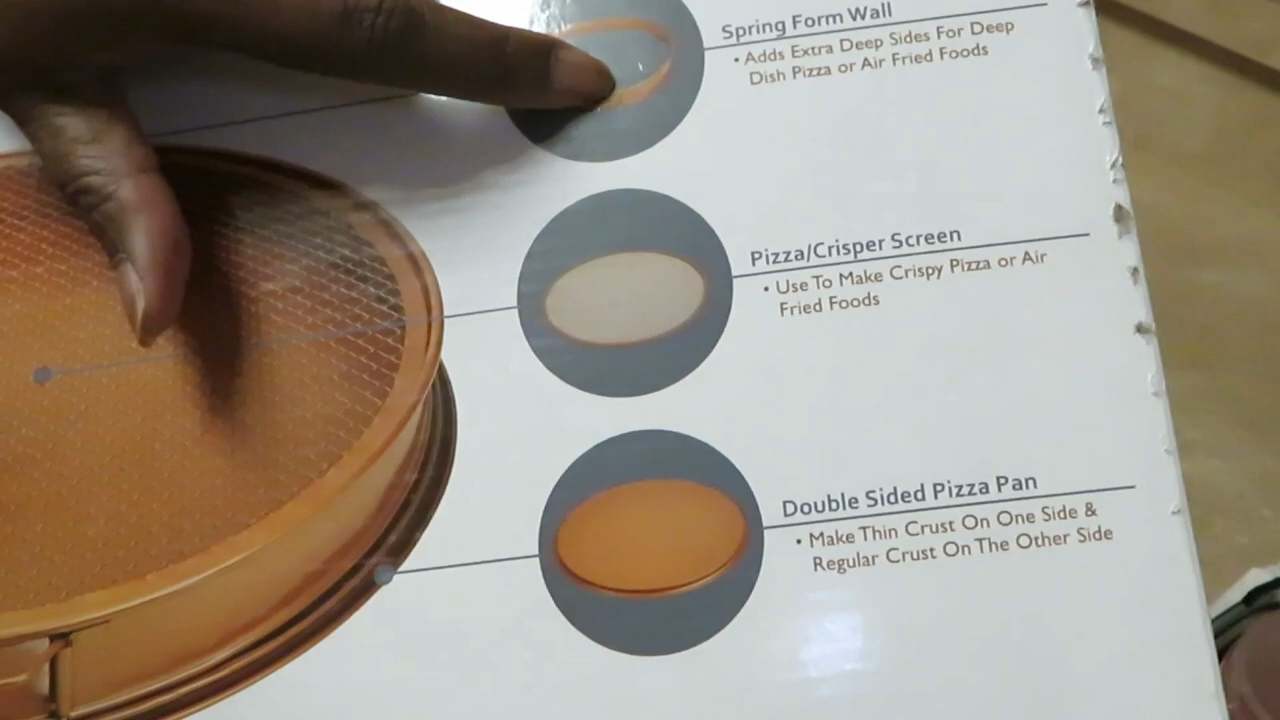 Spring Form Wall
• Adds Extra Deep Sides For Deep
Dish Pizza or Air Fried Foods
Pizza/Crisper Screen
• Use To Make Crispy Pizza or Air
Fried Foods
Double Sided Pizza Pan
• Make Thin Crust On One Side &
Regular Crust On The Other Side